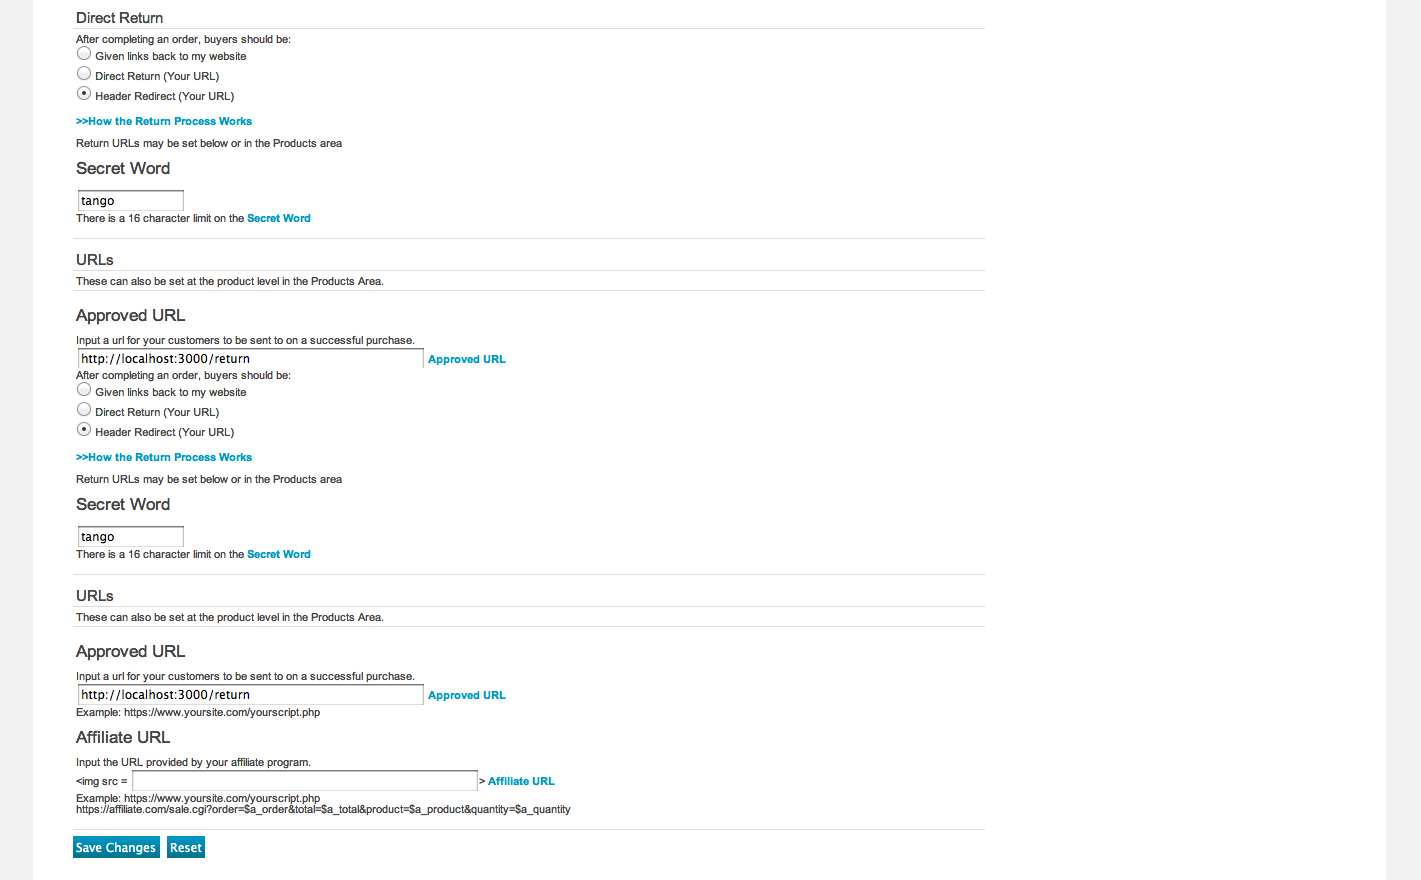 Direct Return
After completing an order, buyers should be:
Given links back to my website
Direct Return (Your URL)
Header Redirect (Your URL)
>>How the Return Process Works
Return URLs may be set below or in the Products area
Secret Word
tango
There is a 16 character limit on the Secret Word
URLs
These can also be set at the product level in the Products Area.
Approved URL
Input a url for your customers to be sent to on a successful purchase.
http://localhost:3000/return Approved URL
After completing an order, buyers should be:
Given links back to my website
Direct Return (Your URL)
Header Redirect (Your URL)
>>How the Return Process Works
Return URLs may be set below or in the Products area
Secret Word
tango
There is a 16 character limit on the Secret Word
URLs
These can also be set at the product level in the Products Area.
Approved URL
Input a url for your customers to be sent to on a successful purchase.
http://localhost:3000/return Approved URL
Example: https://www.yoursite.com/yourscript.php
Affiliate URL
Input the URL provided by your affiliate program.
<img src = > Affiliate URL
Example: https://www.yoursite.com/yourscript.php
https://affiliate.com/sale.cgi?order=$a_order&total=$a_total&product=$a_product&quantity=$a_quantity
Save Changes Reset